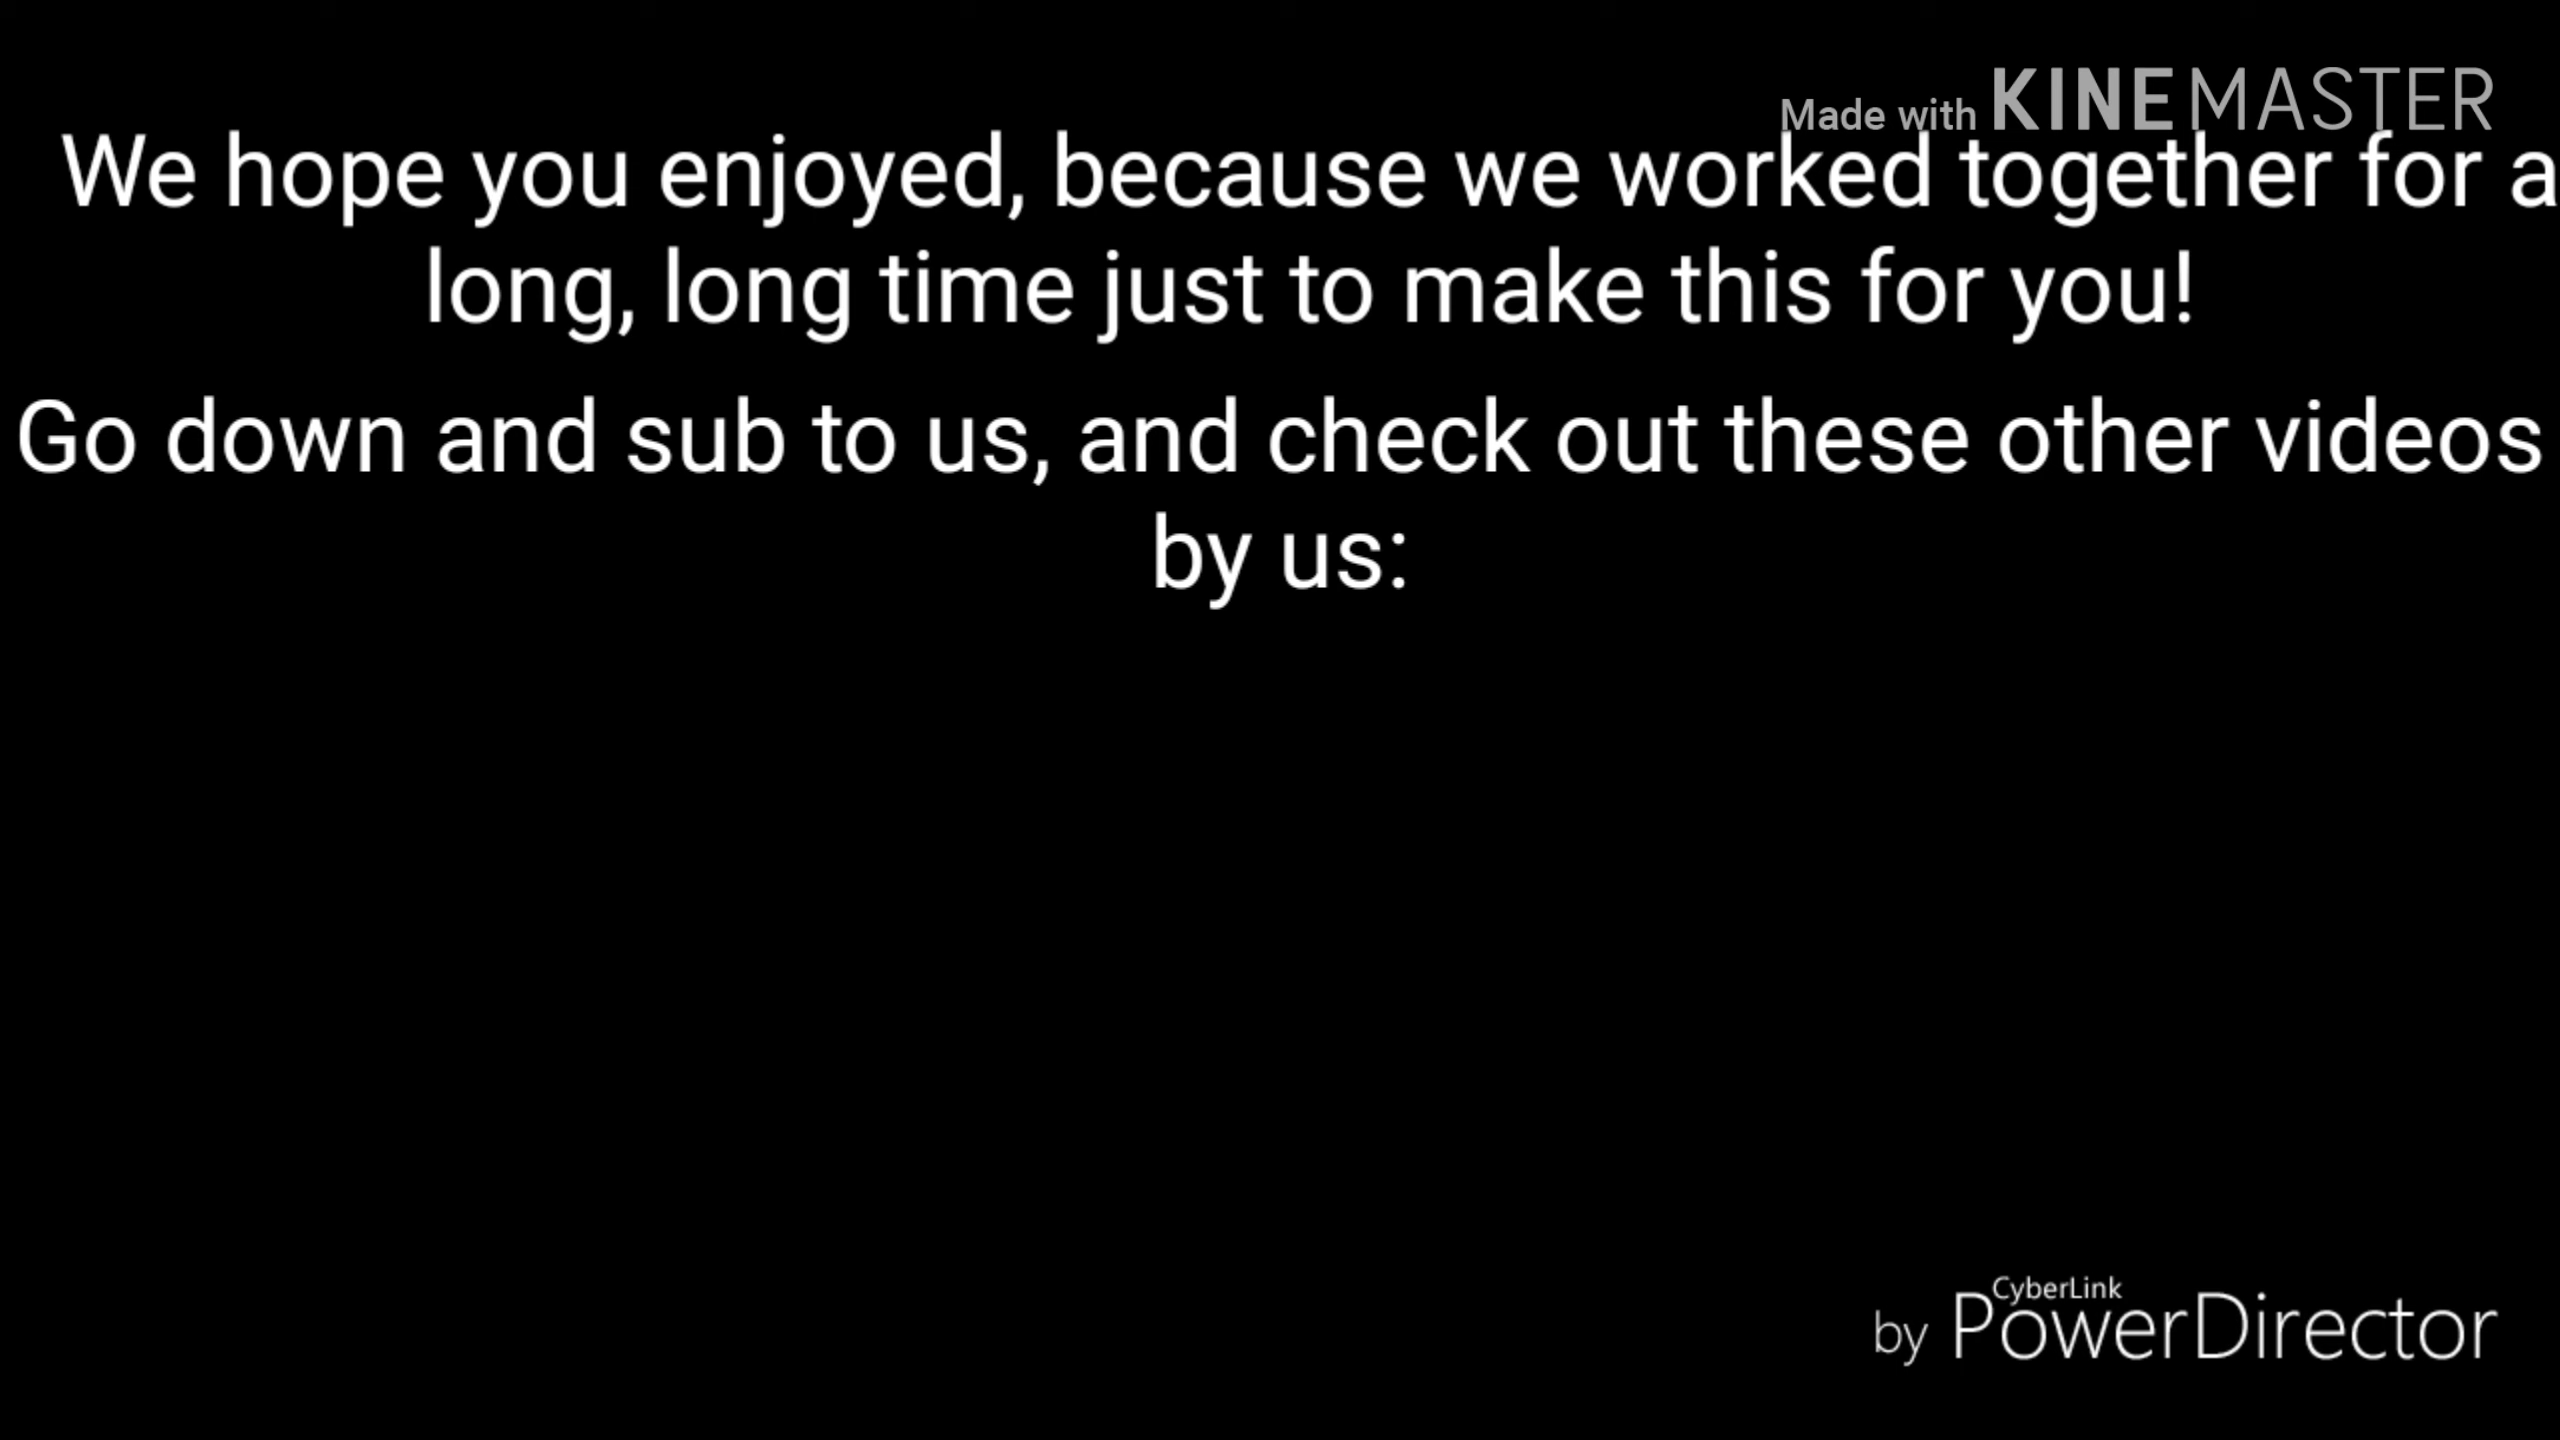 Made with KINEMASTER
We hope you enjoyed, because we worked together for a
long, long time just to make this for you!
Go down and sub to us, and check out these other videos
by us:
CyberLink
by PowerDirector